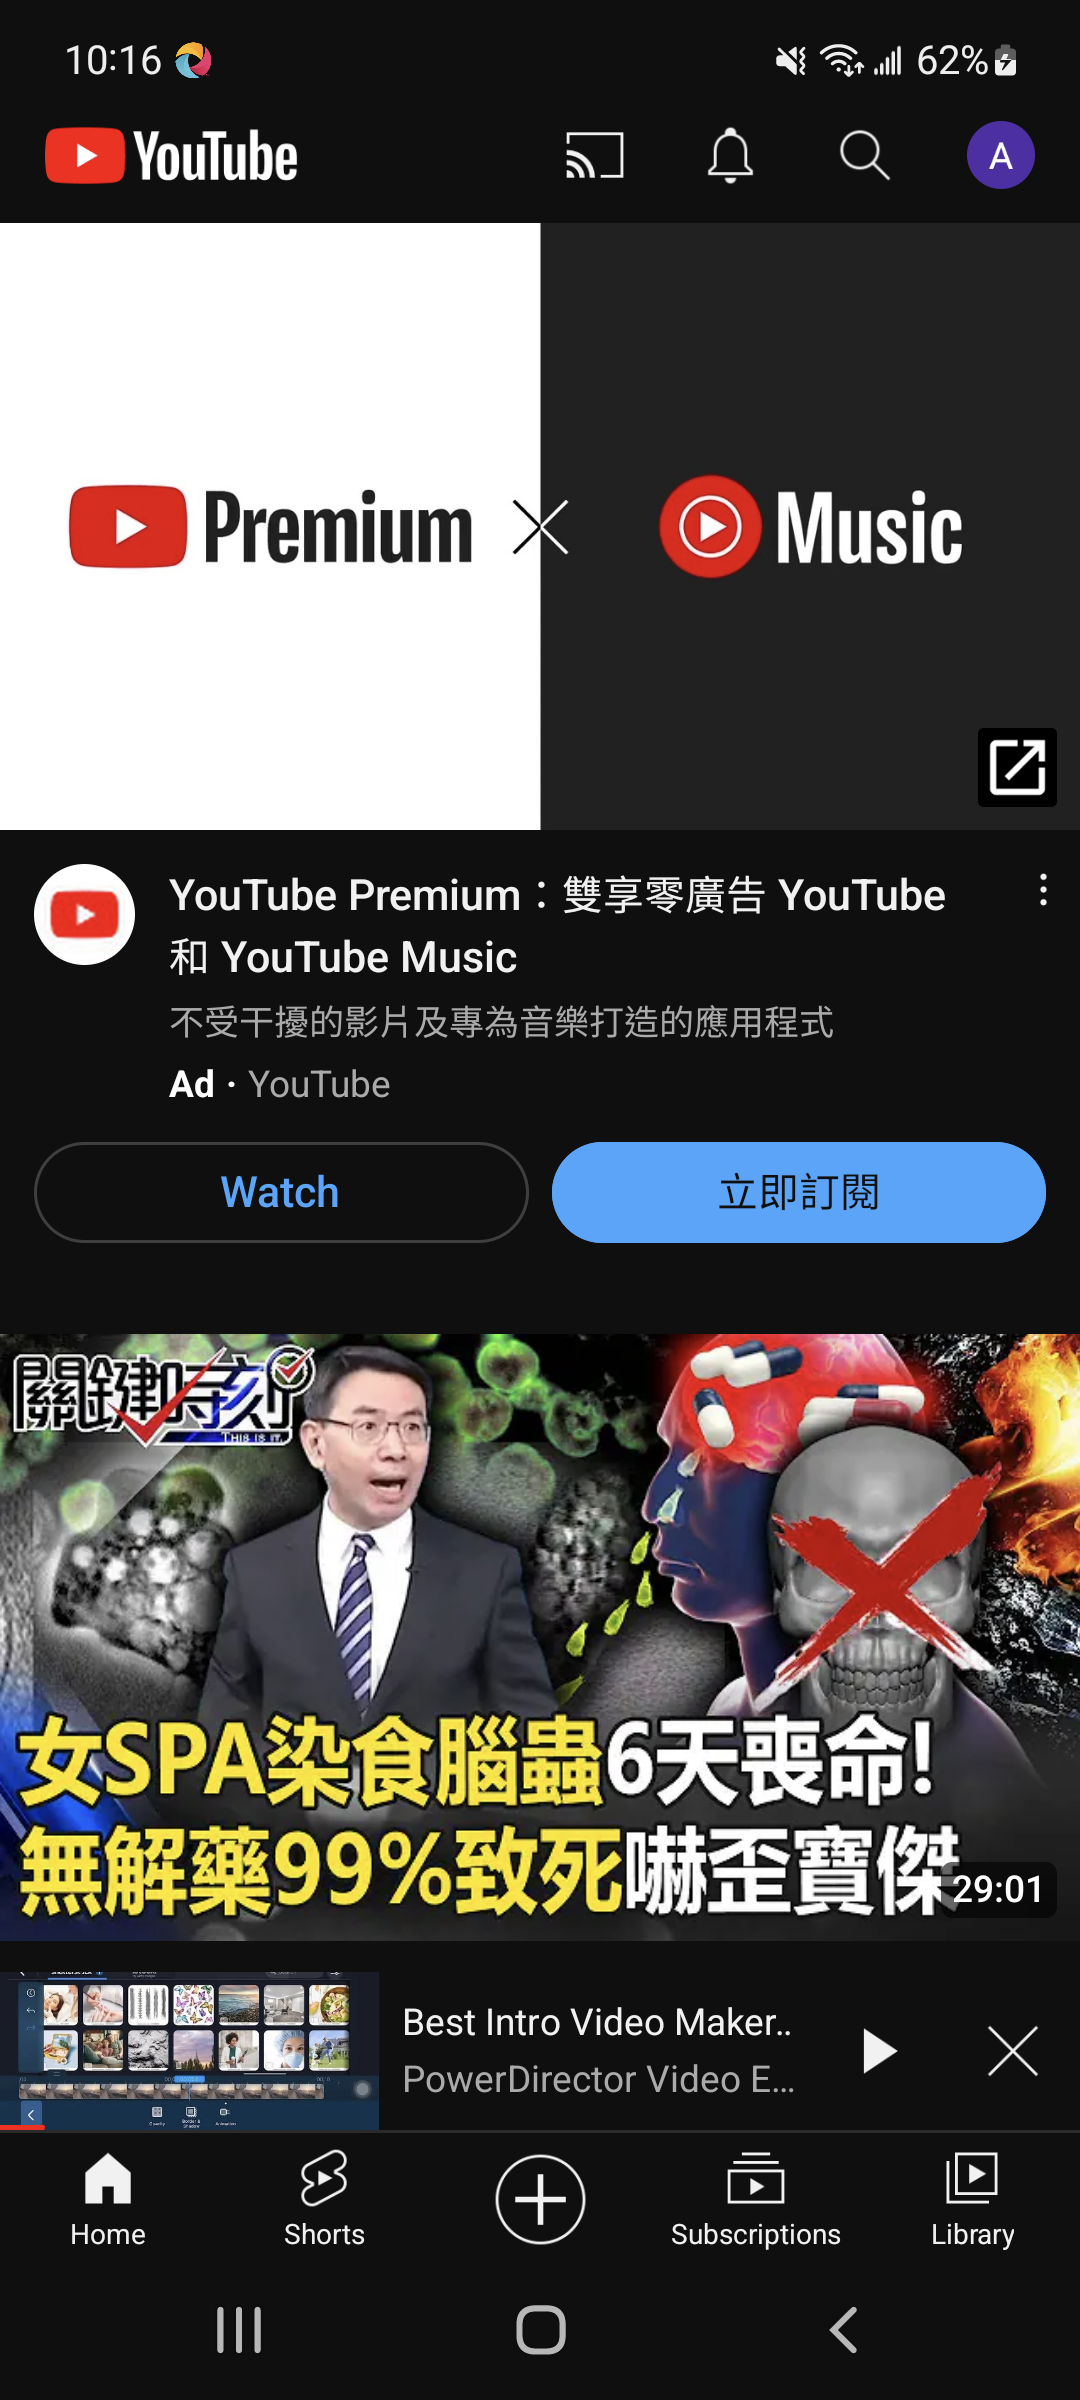 10:16
62%
YouTube
A
Premium
Music
YouTube Premium：雙享零廣告 YouTube
和 YouTube Music
不受干擾的影片及專為音樂打造的應用程式
Ad · YouTube
Watch
立即訂閱
關鍵時刻
THIS IS IT.
女SPA染食腦蟲6天喪命!
無解藥99%致死嚇歪寶傑
29:01
Best Intro Video Maker...
PowerDirector Video E...
Home
Shorts
Subscriptions
Library